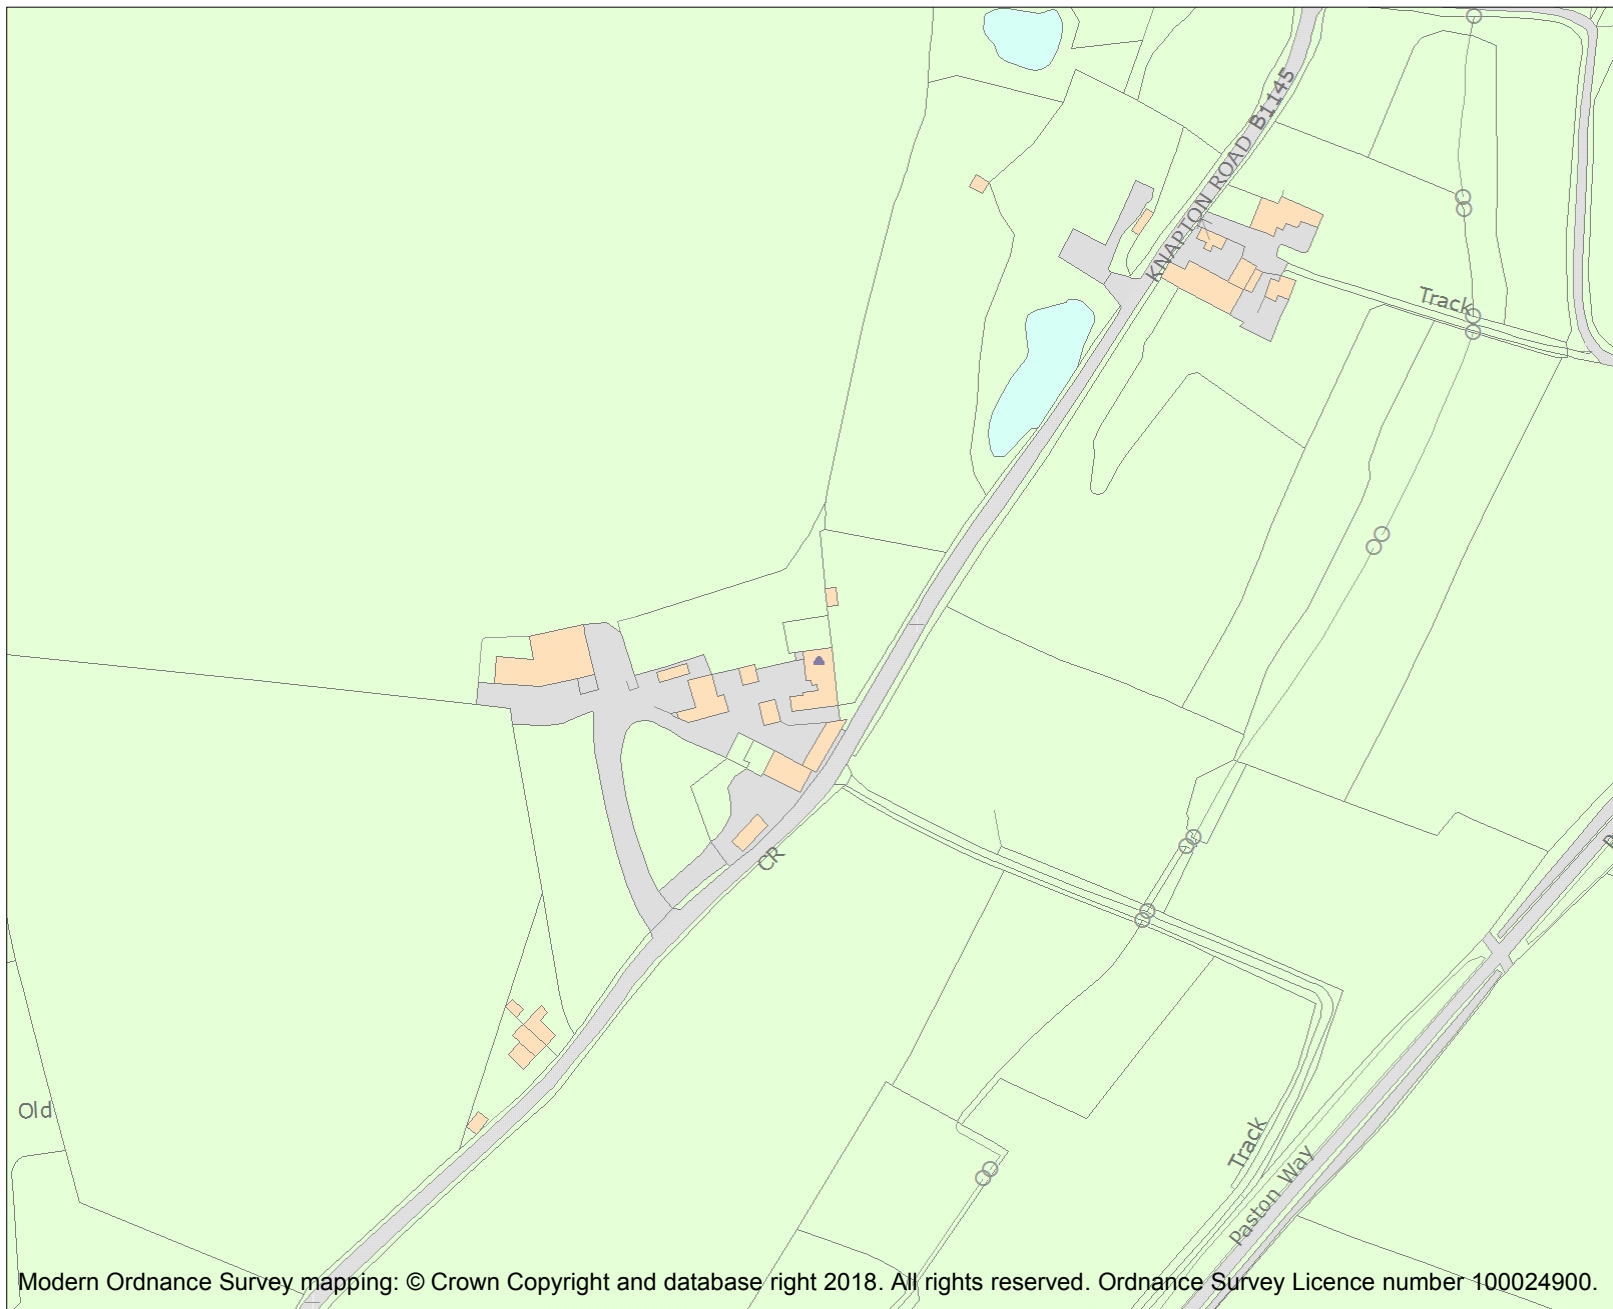 KNAPTON ROAD B1145
Track
CR
Old
Track
Paston Way
Modern Ordnance Survey mapping: © Crown Copyright and database right 2018. All rights reserved. Ordnance Survey Licence number 100024900.